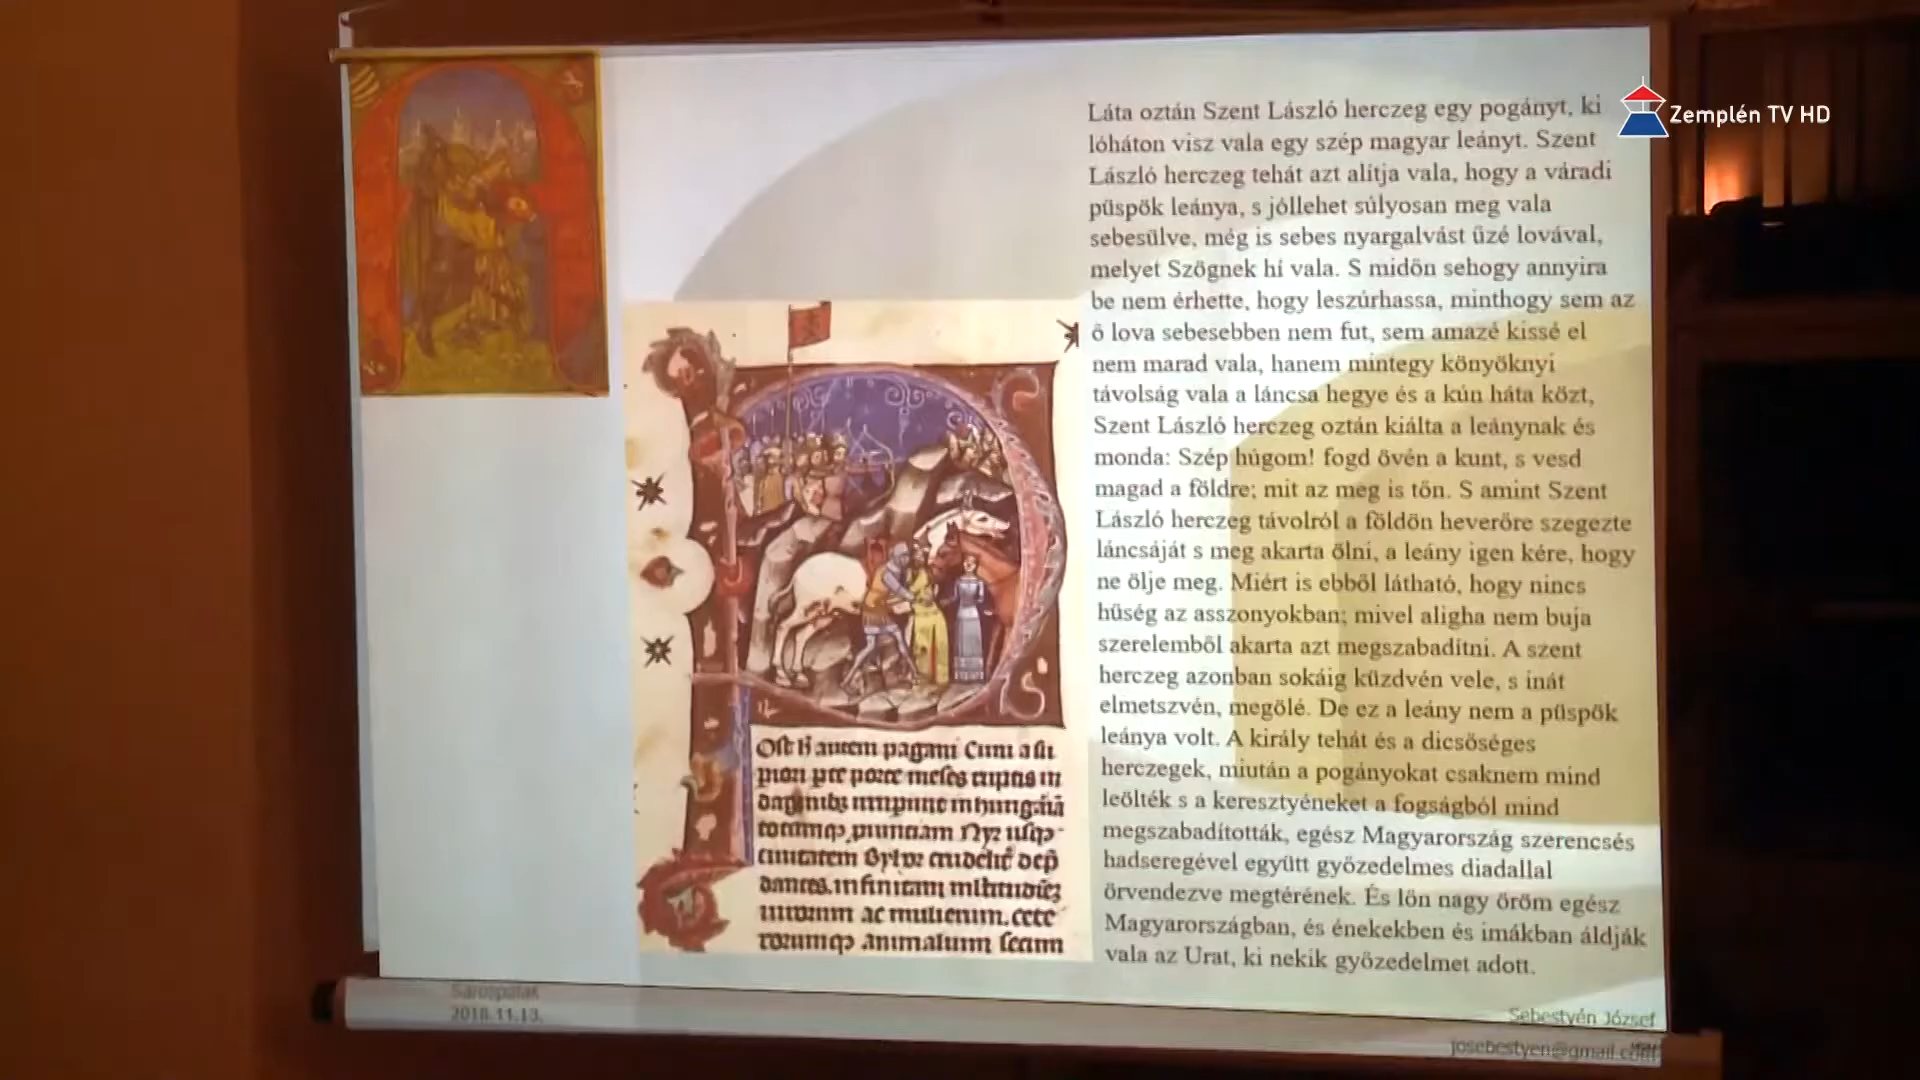 Zemplén TV HD
Láta oztán Szent László herczeg egy pogányt, ki
lóháton visz vala egy szép magyar leányt. Szent
László herczeg tehát azt alítja vala, hogy a váradi
püspök leánya, s jóllehet súlyosan meg vala
sebesülve, még is sebes nyargalvást űzé lovával,
melyet Szögnek hí vala. S midőn sehogy annyira
be nem érhette, hogy leszúrhassa, minthogy sem az
ő lova sebesebben nem fut, sem amazé kissé el
nem marad vala, hanem mintegy könyöknyi
távolság vala a láncsa hegye és a kún háta közt,
Szent László herczeg oztán kiálta a leánynak és
monda: Szép húgom! fogd övén a kunt, s vesd
magad a földre; mit az meg is tőn. S amint Szent
László herczeg távolról a földön heverőre szegezte
láncsáját s meg akarta ölni, a leány igen kére, hogy
ne ölje meg. Miért is ebből látható, hogy nincs
hűség az asszonyokban; mivel aligha nem buja
szerelemből akarta azt megszabadítni. A szent
herczeg azonban sokáig küzdvén vele, s inát
elmetszvén, megölé. De ez a leány nem a püspök
leánya volt. A király tehát és a dicsőséges
herczegek, miután a pogányokat csaknem mind
leölték s a keresztyéneket a fogságból mind
megszabadították, egész Magyarország szerencsés
hadseregével együtt győzedelmes diadallal
örvendezve megtérének. És lőn nagy öröm egész
Magyarországban, és énekekben és imákban áldják
vala az Urat, ki nekik győzedelmet adott.
autem pagani Cuni
ac mulierum
animalium
Sárospatak
2018.11.13.
Sebestyén József
josebestyen@gmail.com